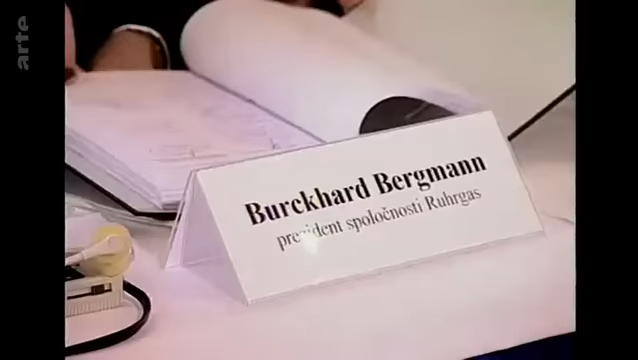 arte
Burckhard Bergmann
prezident spoločnosti Ruhrgas